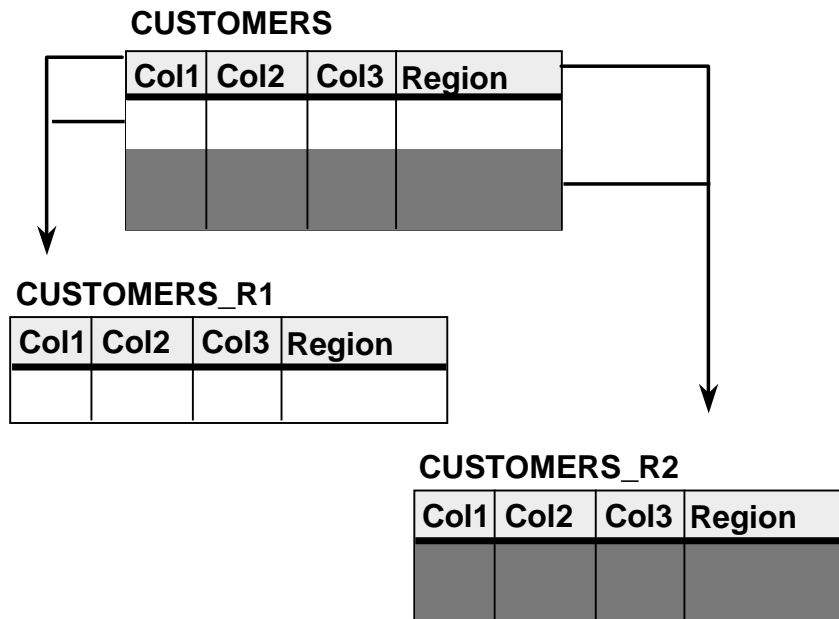 CUSTOMERS
Col1 Col2 Col3 Region
CUSTOMERS_R1
Col1 Col2 Col3 Region
CUSTOMERS_R2
Col1 Col2 Col3 Region